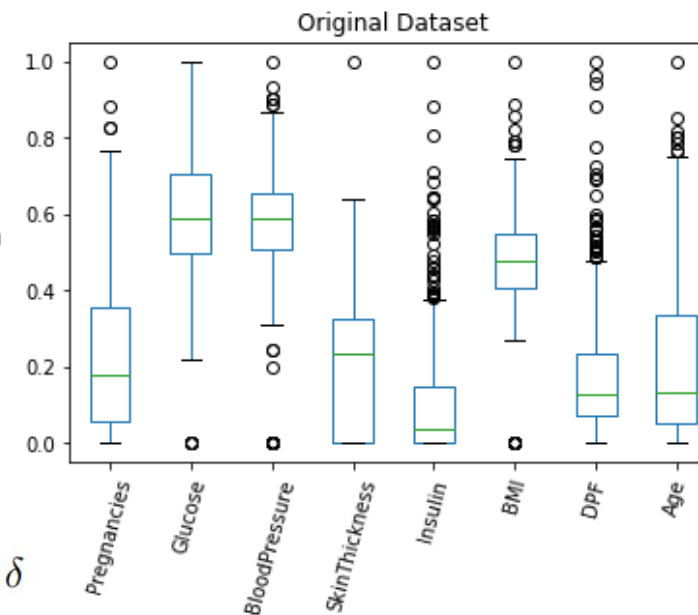 Original Dataset
1.0
0.8
0.6
0.4
0.2
0.0
Pregnancies
Glucose
BloodPressure
SkinThickness
Insulin
BMI
DPF
Age
δ